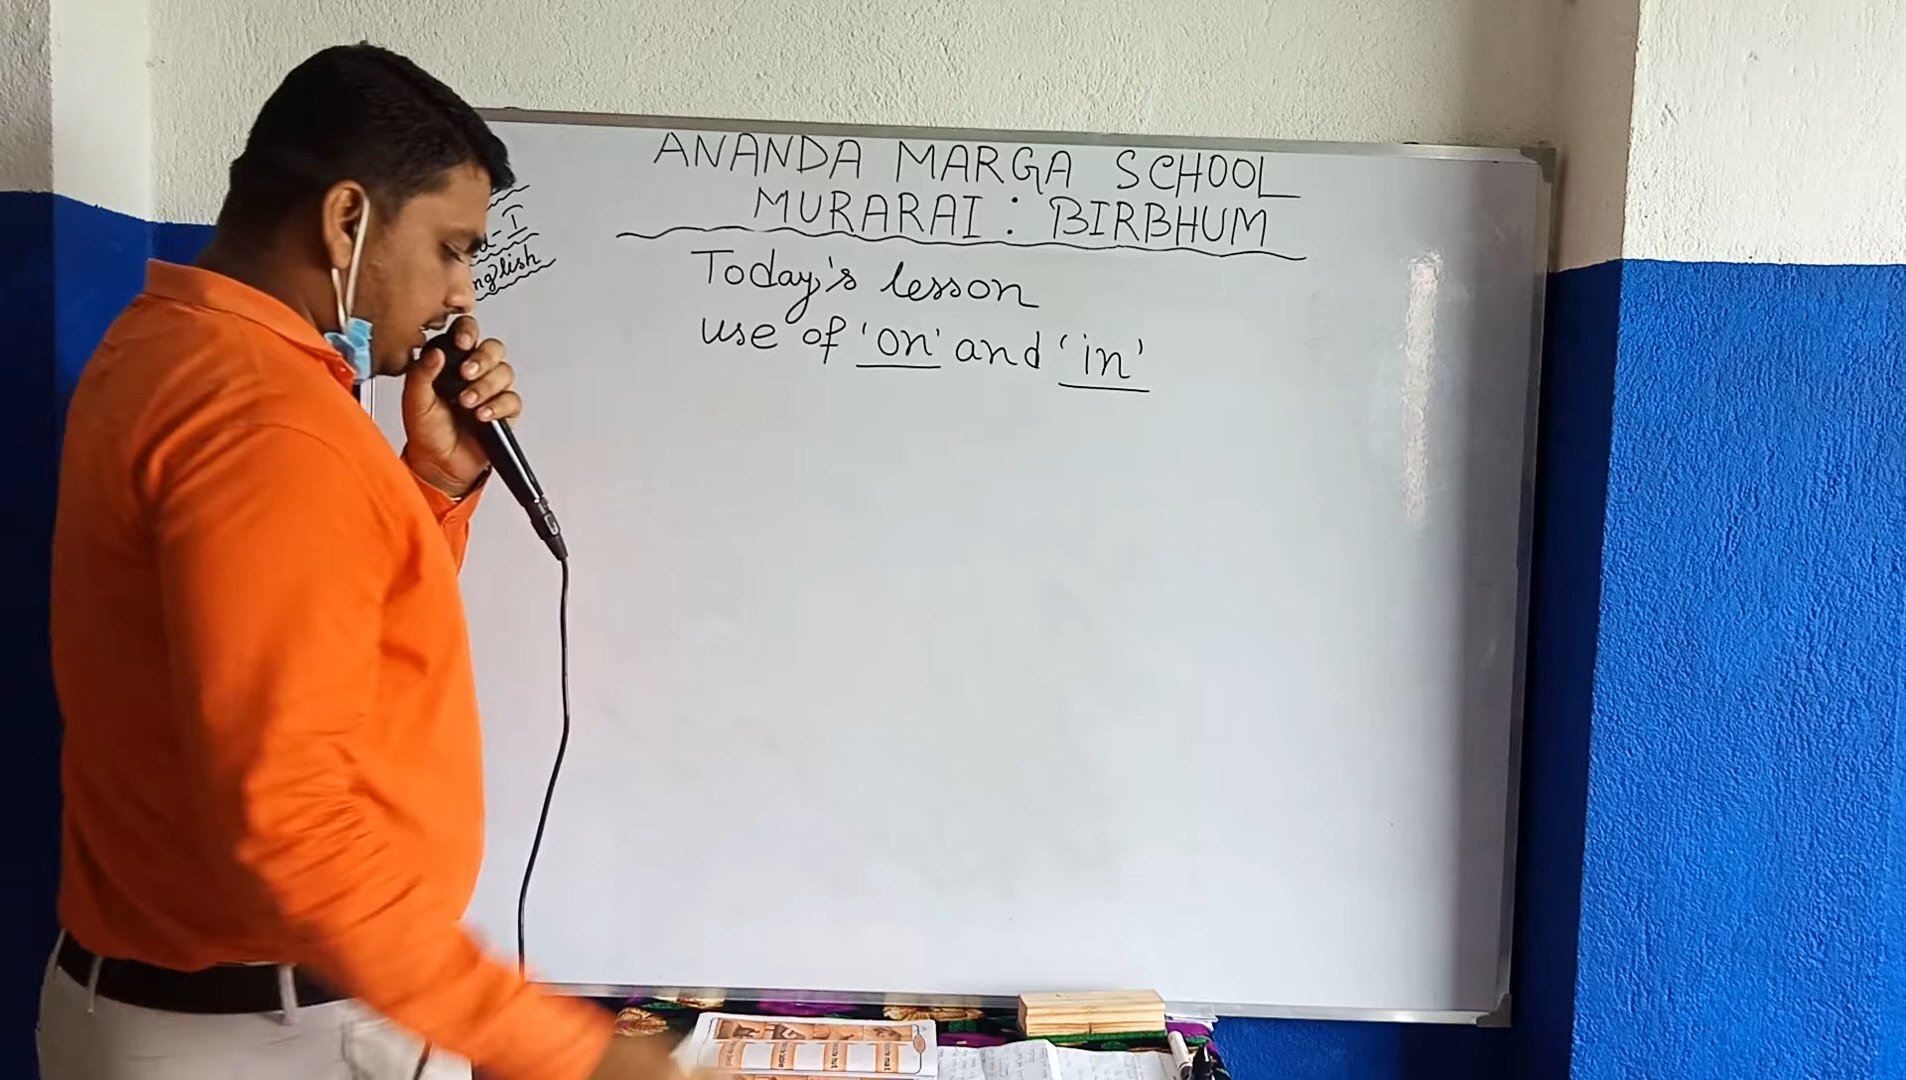 ANANDA MARGA SCHOOL
MURARAI : BIRBHUM
Today's lesson
use of 'on' and 'in'